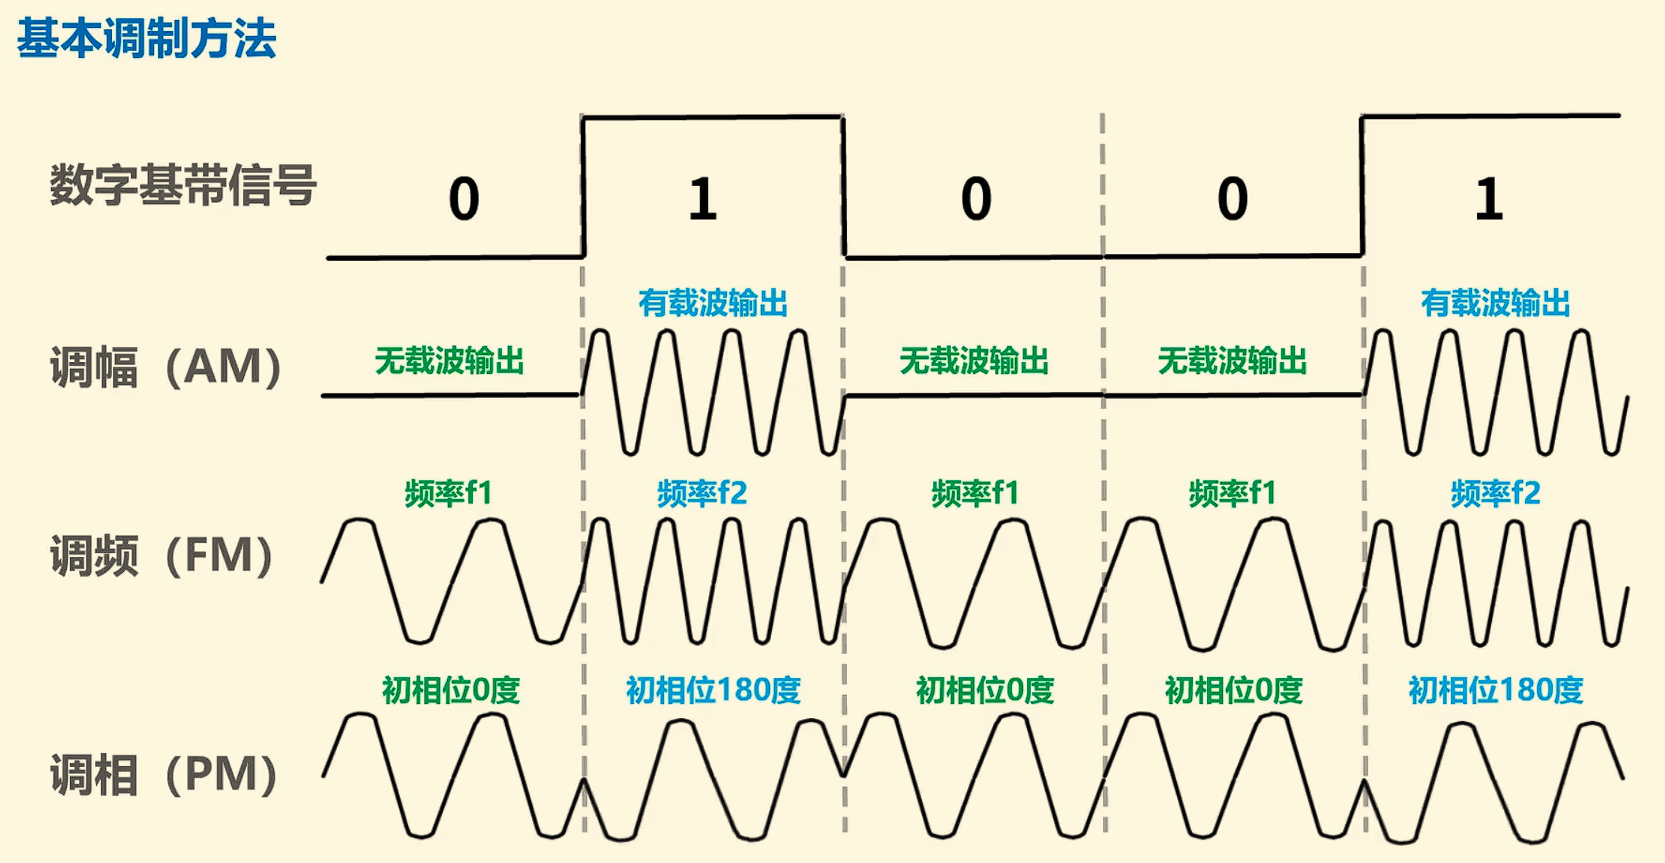 基本调制方法
数字基带信号 0 1 0 0 1
有载波输出 有载波输出
调幅（AM） 无载波输出 无载波输出 无载波输出
频率f1 频率f2 频率f1 频率f1 频率f2
调频（FM）
初相位0度 初相位180度 初相位0度 初相位0度 初相位180度
调相（PM）